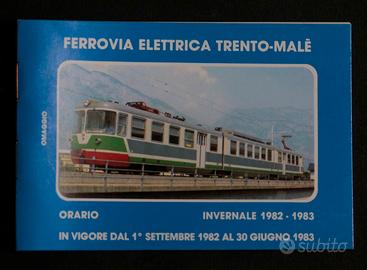 FERROVIA ELETTRICA TRENTO-MALÈ
OMAGGIO
ORARIO INVERNALE 1982 - 1983
IN VIGORE DAL 1° SETTEMBRE 1982 AL 30 GIUGNO 1983
subito